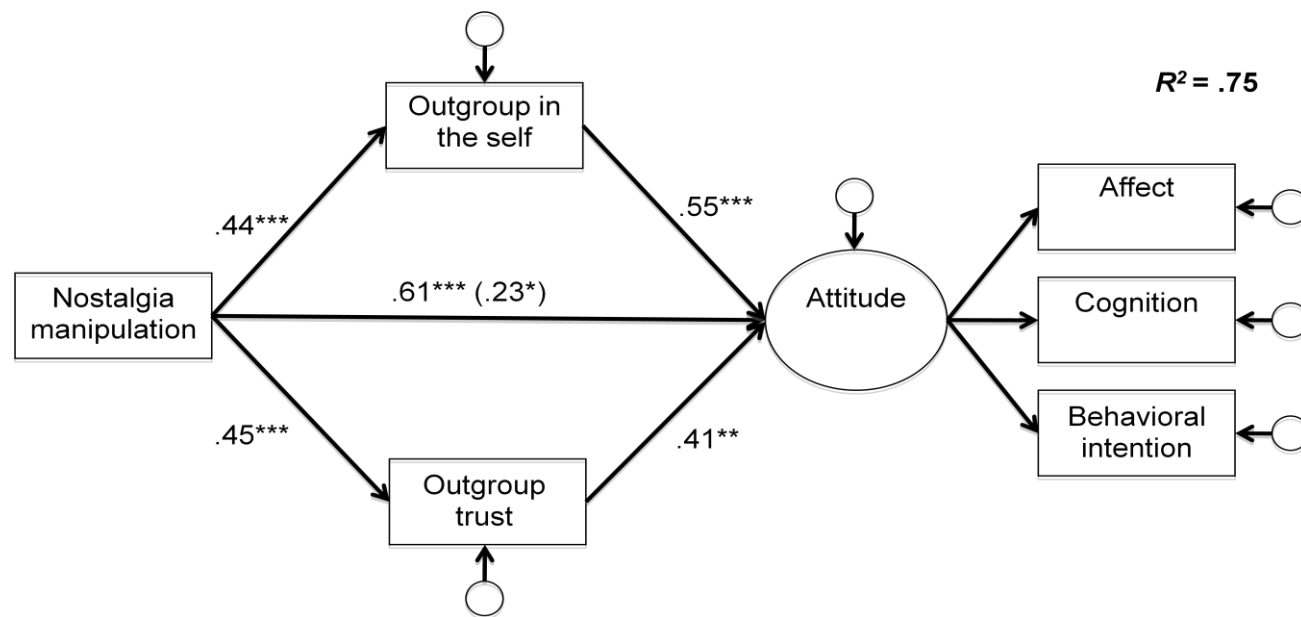 Outgroup in
the self
R² = .75
Affect
.44***
.55***
Nostalgia
manipulation
.61*** (.23*)
Attitude
Cognition
.45***
.41**
Behavioral
intention
Outgroup
trust